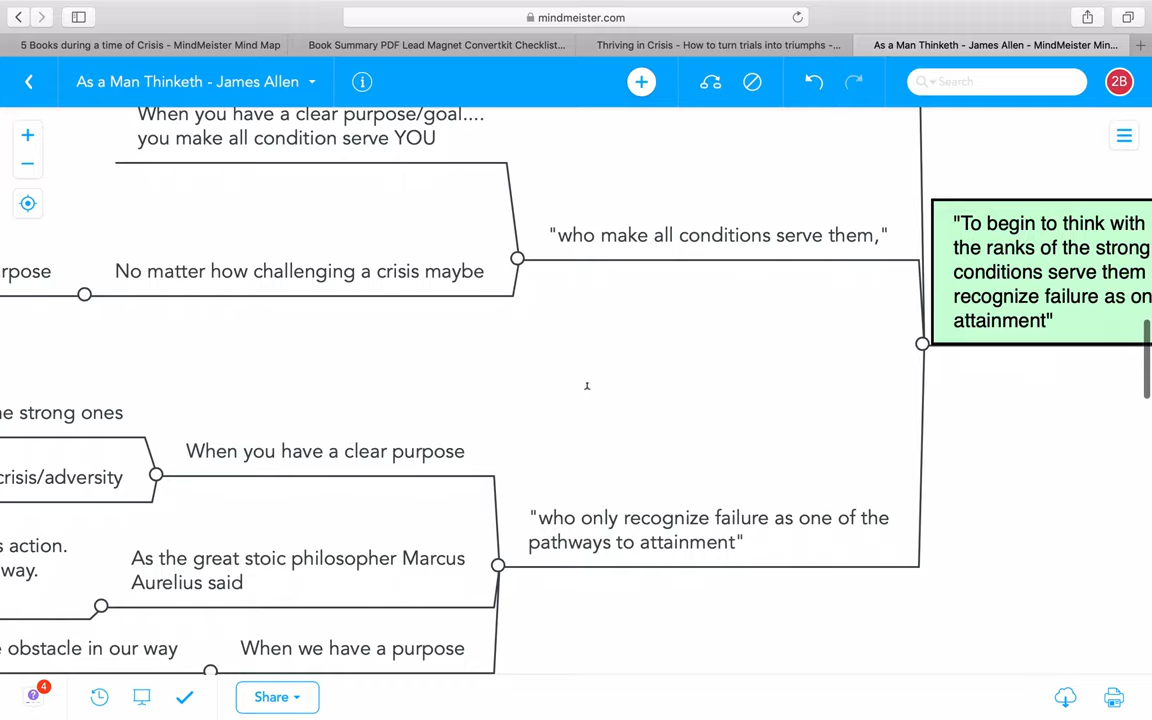 mindmeister.com
5 Books during a time of Crisis - MindMeister Mind Map
Book Summary PDF Lead Magnet Convertkit Checklist...
Thriving in Crisis - How to turn trials into triumphs -...
As a Man Thinketh - James Allen - MindMeister Min...
As a Man Thinketh - James Allen
Search
2B
When you have a clear purpose/goal....
you make all condition serve YOU
"who make all conditions serve them,"
rpose
No matter how challenging a crisis maybe
"To begin to think with
the ranks of the strong
conditions serve them
recognize failure as on
attainment"
e strong ones
When you have a clear purpose
crisis/adversity
"who only recognize failure as one of the
pathways to attainment"
s action.
way.
As the great stoic philosopher Marcus
Aurelius said
e obstacle in our way
When we have a purpose
4
Share